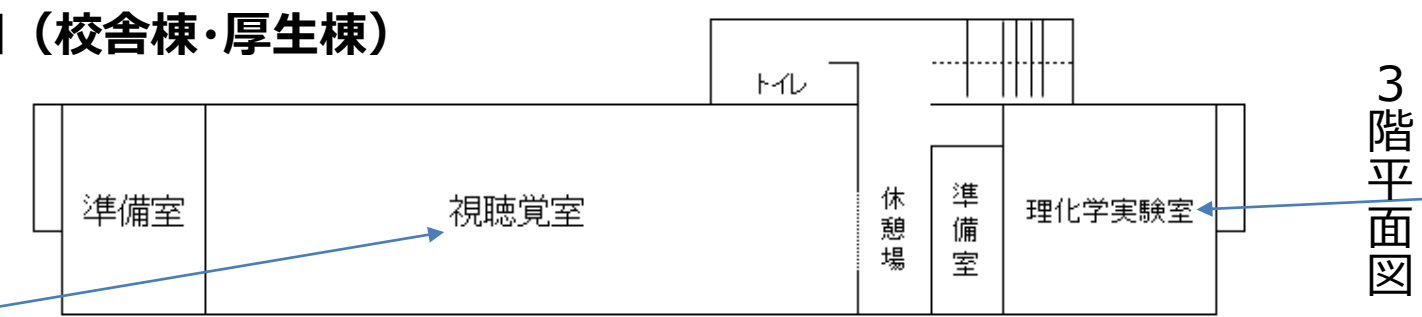 （校舎棟･厚生棟）
トイレ
準備室
視聴覚室
休憩場
準備室
理化学実験室
3階平面図